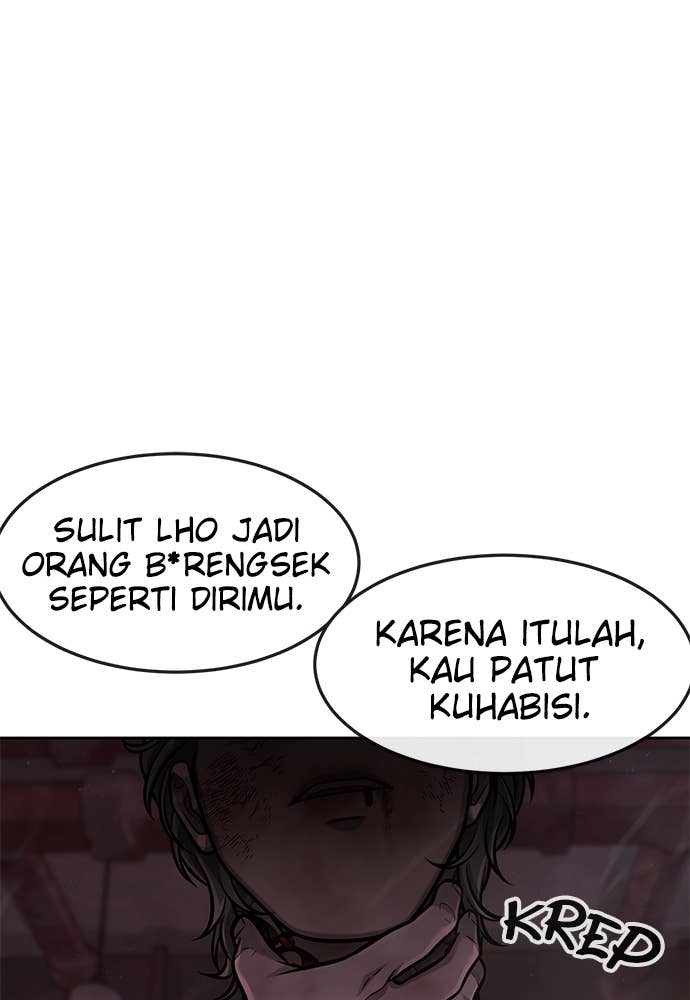 SULIT LHO JADI
ORANG B*RENGSEK
SEPERTI DIRIMU.
KARENA ITULAH,
KAU PATUT
KUHABISI.
KREP